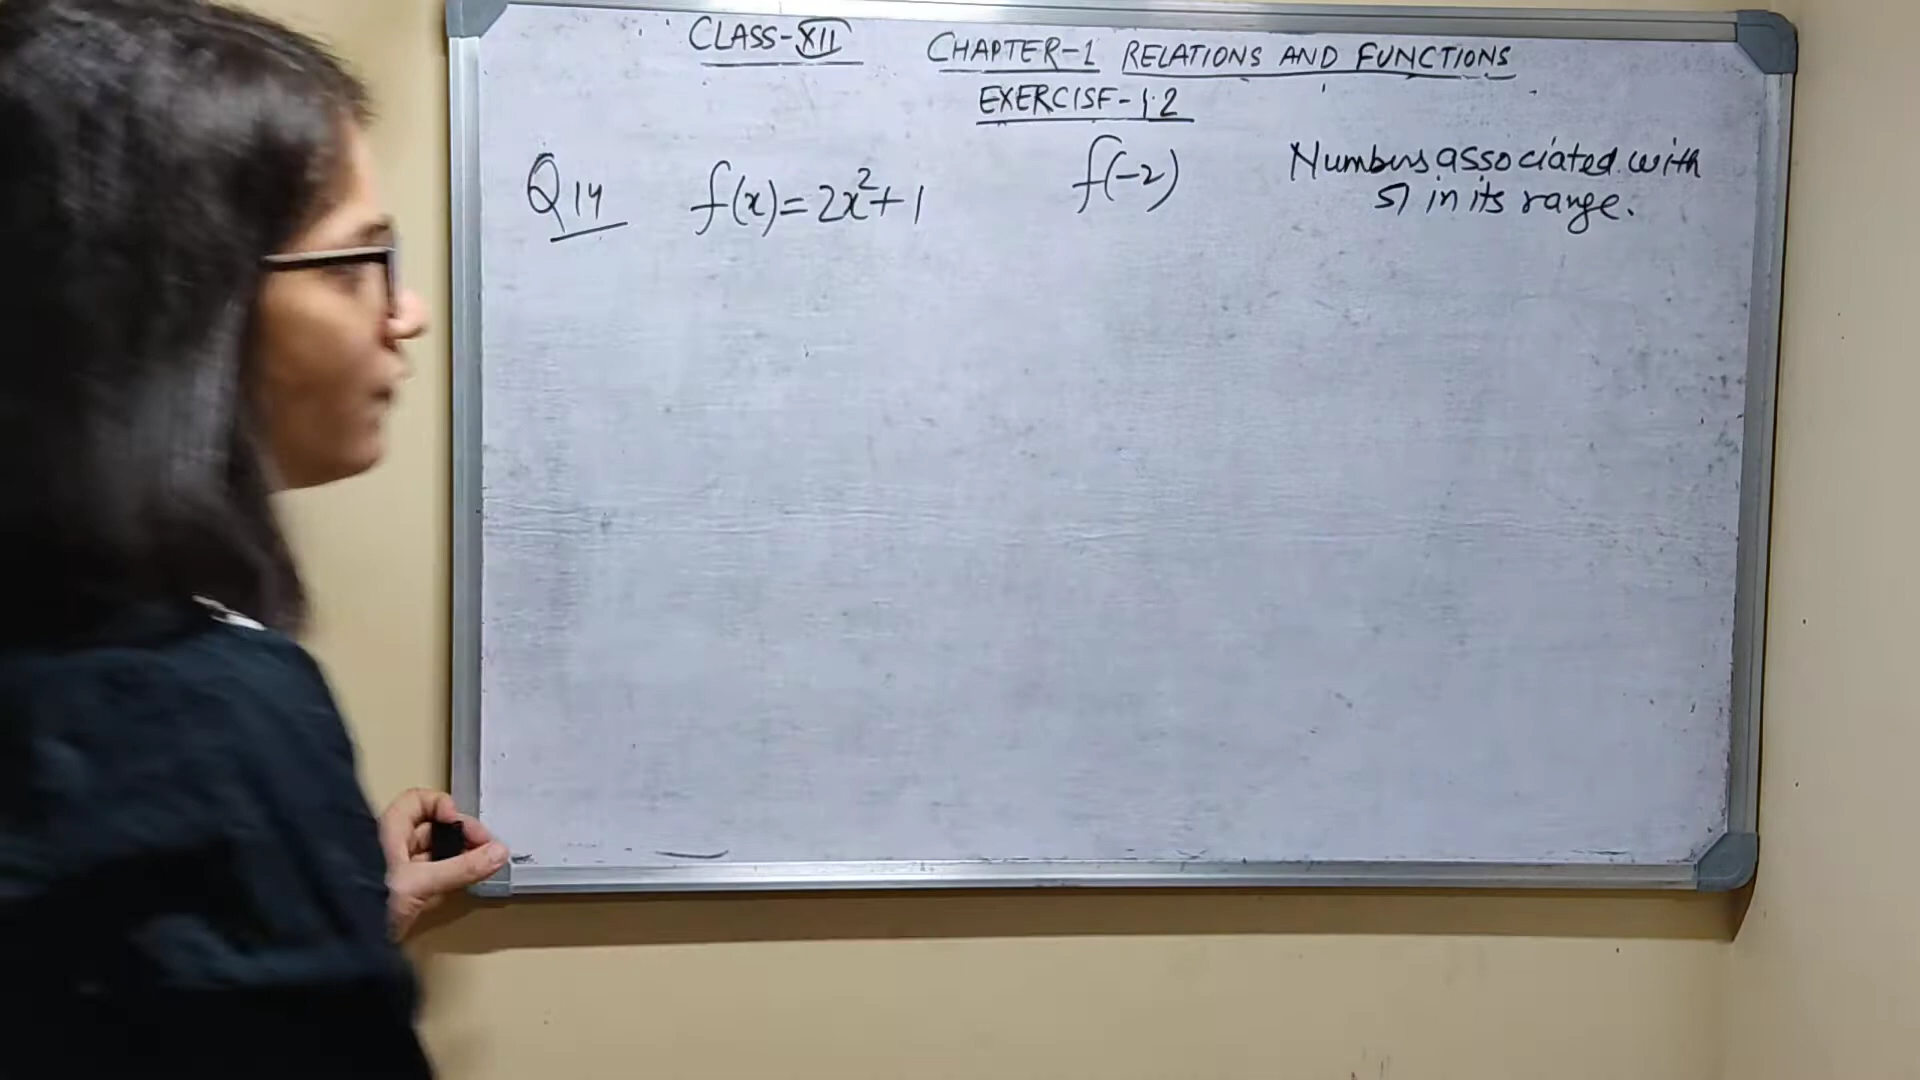 CLASS-XII CHAPTER-1 RELATIONS AND FUNCTIONS
EXERCISE-1.2
Q14 f(x)=2x²+1 f(-2) Numbers associated with
51 in its range.